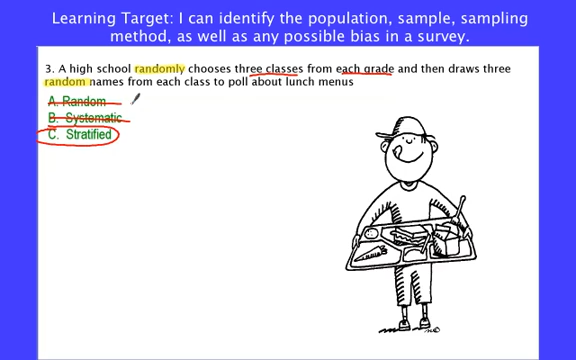 Learning Target: I can identify the population, sample, sampling
method, as well as any possible bias in a survey.
3. A high school randomly chooses three classes from each grade and then draws three
random names from each class to poll about lunch menus
A. Random
B. Systematic
C. Stratified